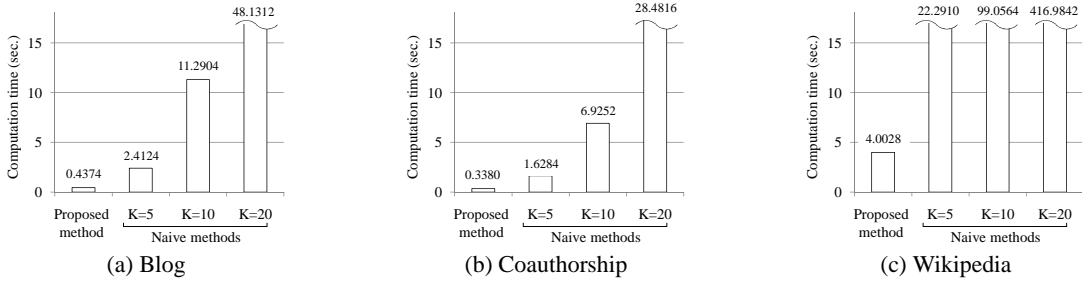 48.1312
Computation time (sec.)
15
10
5
0
11.2904
2.4124
0.4374
Proposed method
K=5
K=10
K=20
Naive methods
(a) Blog
28.4816
Computation time (sec.)
15
10
5
0
6.9252
1.6284
0.3380
Proposed method
K=5
K=10
K=20
Naive methods
(b) Coauthorship
22.2910
99.0564
416.9842
Computation time (sec.)
15
10
5
0
4.0028
Proposed method
K=5
K=10
K=20
Naive methods
(c) Wikipedia